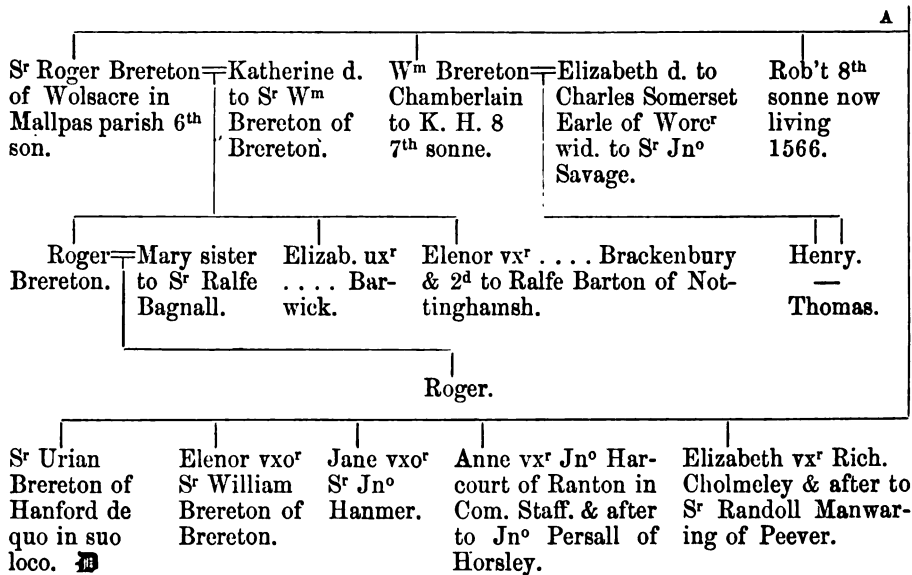 A
Sʳ Roger Brereton
of Wolsacre in
Mallpas parish 6ᵗʰ
son.
Katherine d.
to Sʳ Wᵐ
Brereton of
Brereton.
Wᵐ Brereton
Chamberlain
to K. H. 8
7ᵗʰ sonne.
Elizabeth d. to
Charles Somerset
Earle of Worcʳ
wid. to Sʳ Jnᵒ
Savage.
Rob't 8ᵗʰ
sonne now
living
1566.
Roger
Brereton.
Mary sister
to Sʳ Ralfe
Bagnall.
Elizab. uxʳ
. . . . Bar-
wick.
Elenor vxʳ . . . . Brackenbury
& 2ᵈ to Ralfe Barton of Not-
tinghamsh.
Henry.
—
Thomas.
Roger.
Sʳ Urian
Brereton of
Hanford de
quo in suo
loco. 𝕯
Elenor vxoʳ
Sʳ William
Brereton of
Brereton.
Jane vxoʳ
Sʳ Jnᵒ
Hanmer.
Anne vxʳ Jnᵒ Har-
court of Ranton in
Com. Staff. & after
to Jnᵒ Persall of
Horsley.
Elizabeth vxʳ Rich.
Cholmeley & after to
Sʳ Randoll Manwar-
ing of Peever.